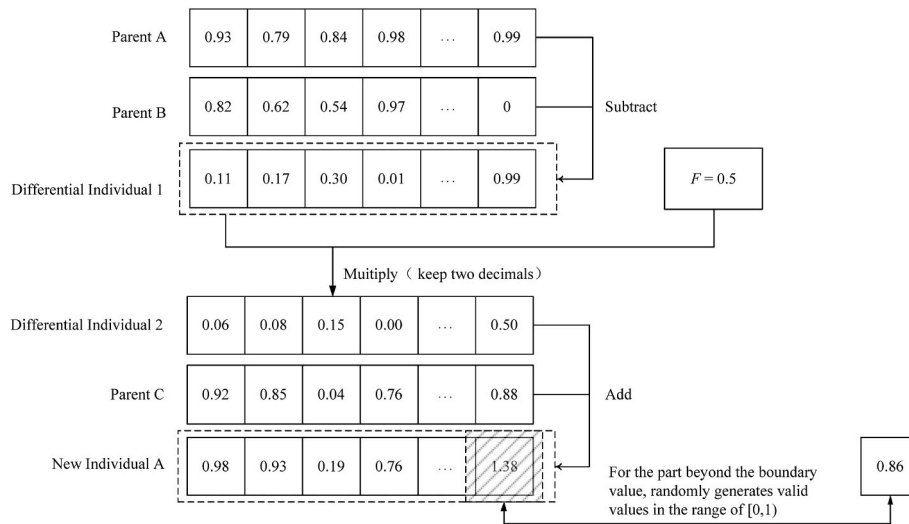 Parent A 0.93 0.79 0.84 0.98 ... 0.99
Subtract
Parent B 0.82 0.62 0.54 0.97 ... 0
Differential Individual 1 0.11 0.17 0.30 0.01 ... 0.99
F = 0.5
Muitiply ( keep two decimals)
Differential Individual 2 0.06 0.08 0.15 0.00 ... 0.50
Parent C 0.92 0.85 0.04 0.76 ... 0.88
Add
New Individual A 0.98 0.93 0.19 0.76 ... 1.38
For the part beyond the boundary
value, randomly generates valid
values in the range of [0,1)
0.86